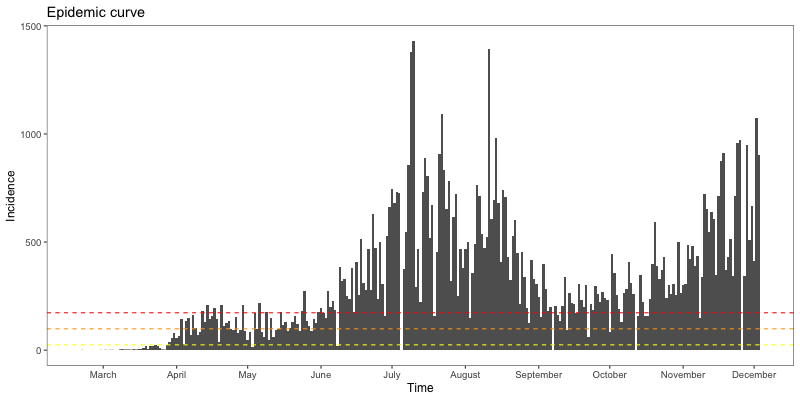 Epidemic curve
1500
1000
500
0
Incidence
March April May June July August September October November December
Time